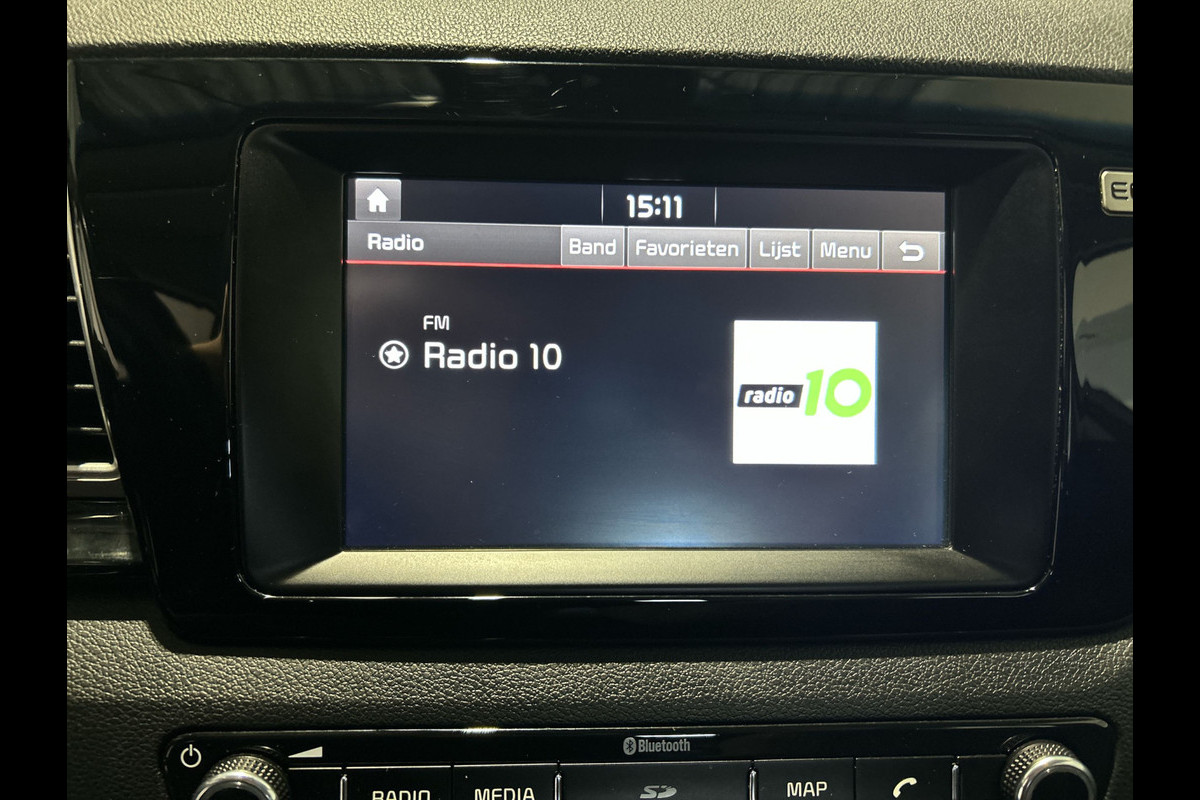 15:11
Radio Band Favorieten Lijst Menu
FM
Radio 10
radio 10
Bluetooth
RADIO MEDIA SD MAP